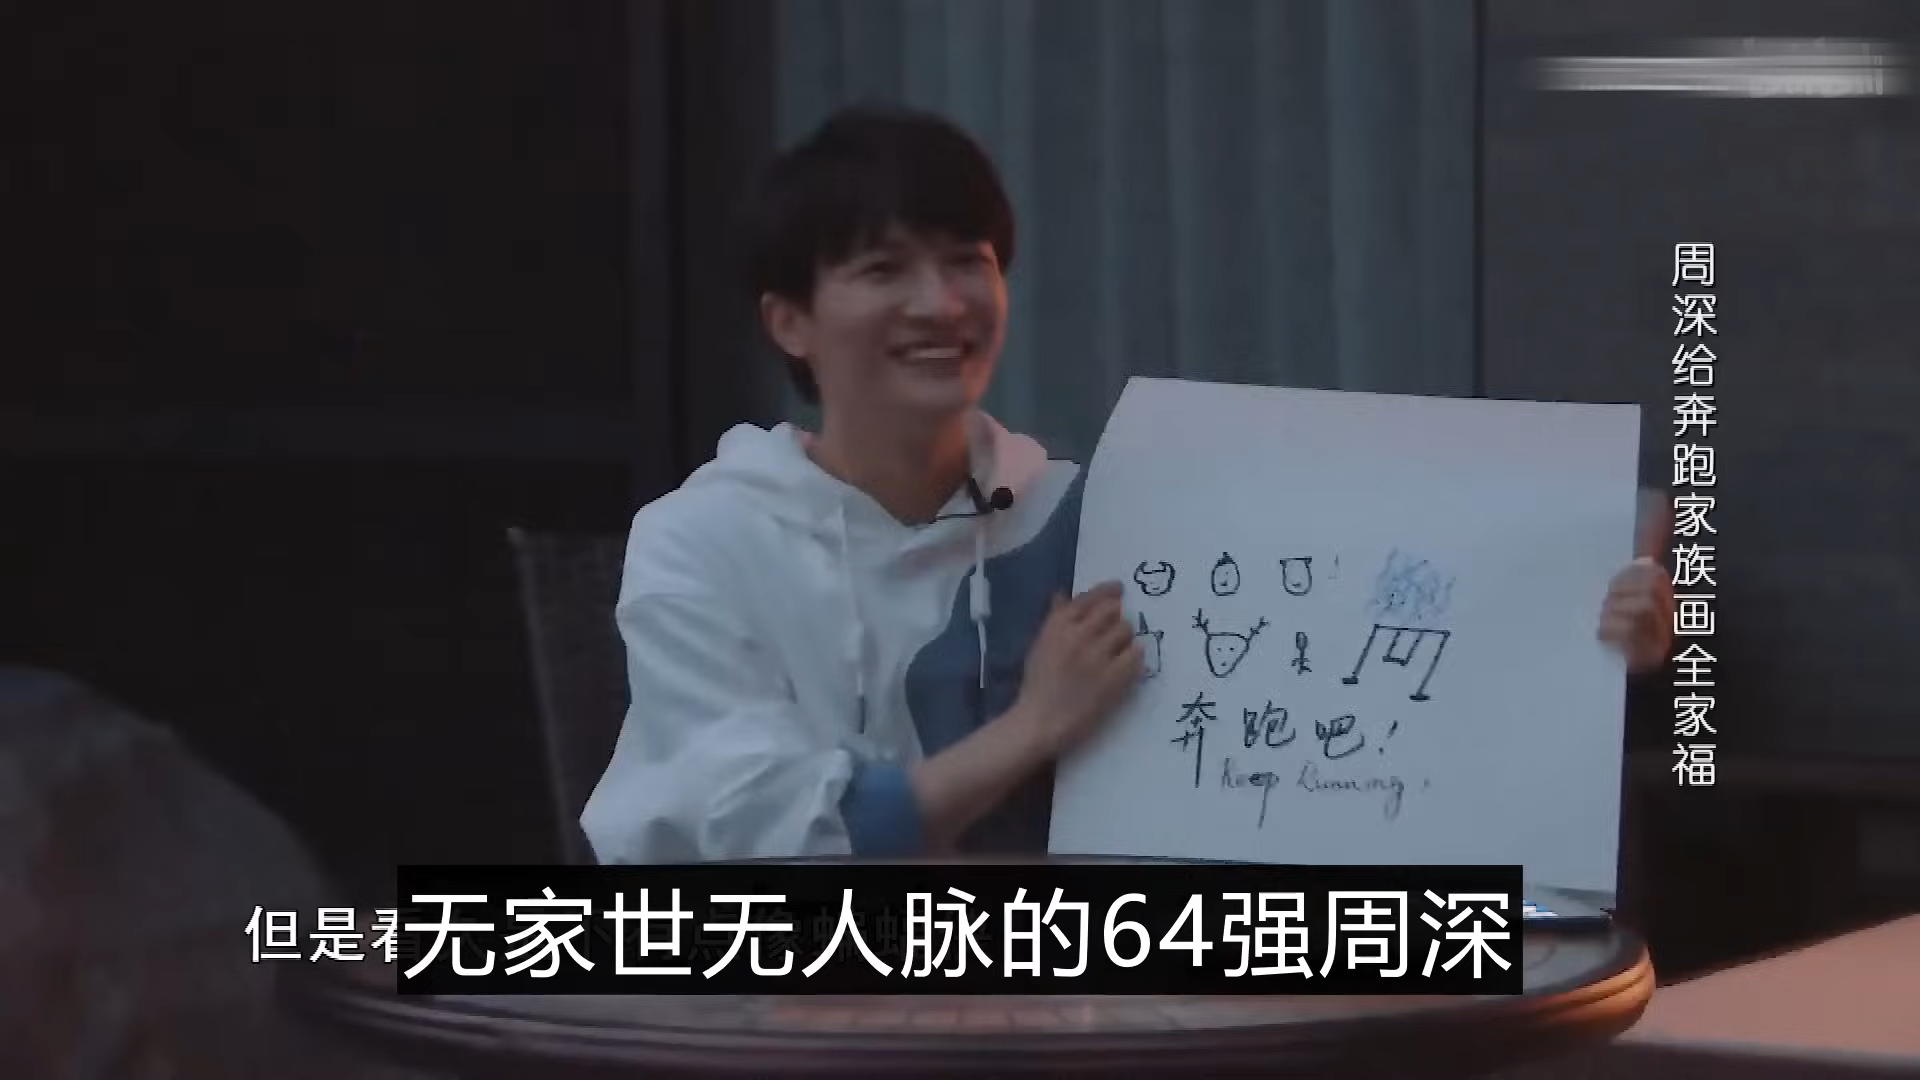 周深给奔跑家族画全家福
奔跑吧!
Keep Running!
但是看
无家世无人脉的64强周深